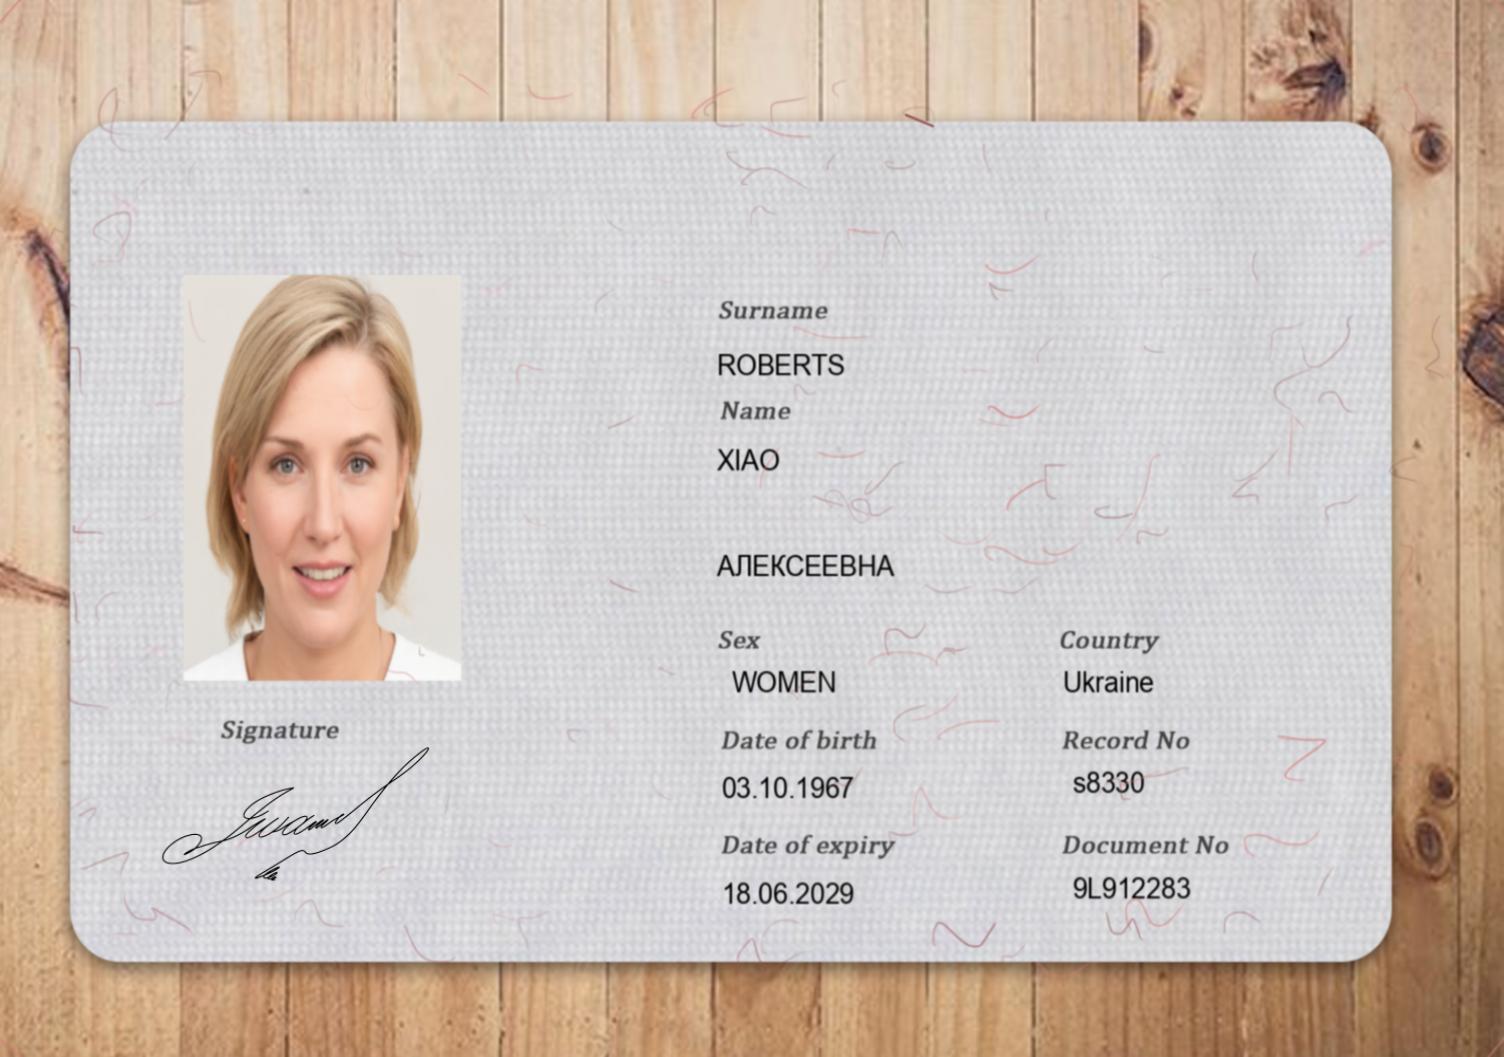 Surname
ROBERTS
Name
XIAO
АЛЕКСЕЕВНА
Sex
Country
WOMEN
Ukraine
Signature
Date of birth
Record No
03.10.1967
s8330
Date of expiry
Document No
18.06.2029
9L912283